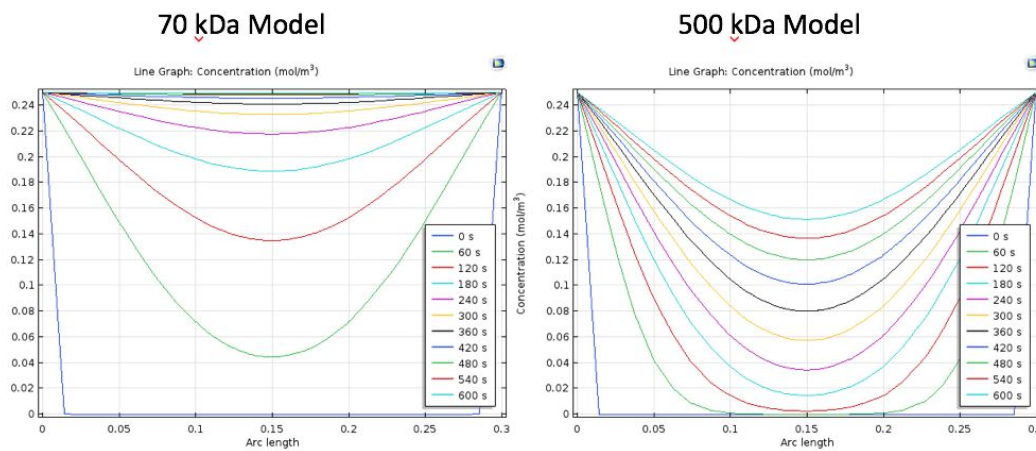 70 kDa Model
Line Graph: Concentration (mol/m³)
0.24
0.22
0.2
0.18
0.16
0.14
0.12
0.1
0.08
0.06
0.04
0.02
0
0
0.05
0.1
0.15
0.2
0.25
0.3
Arc length
0 s
60 s
120 s
180 s
240 s
300 s
360 s
420 s
480 s
540 s
600 s
500 kDa Model
Line Graph: Concentration (mol/m³)
Concentration (mol/m³)
0.24
0.22
0.2
0.18
0.16
0.14
0.12
0.1
0.08
0.06
0.04
0.02
0
0
0.05
0.1
0.15
0.2
0.25
0.3
Arc length
0 s
60 s
120 s
180 s
240 s
300 s
360 s
420 s
480 s
540 s
600 s